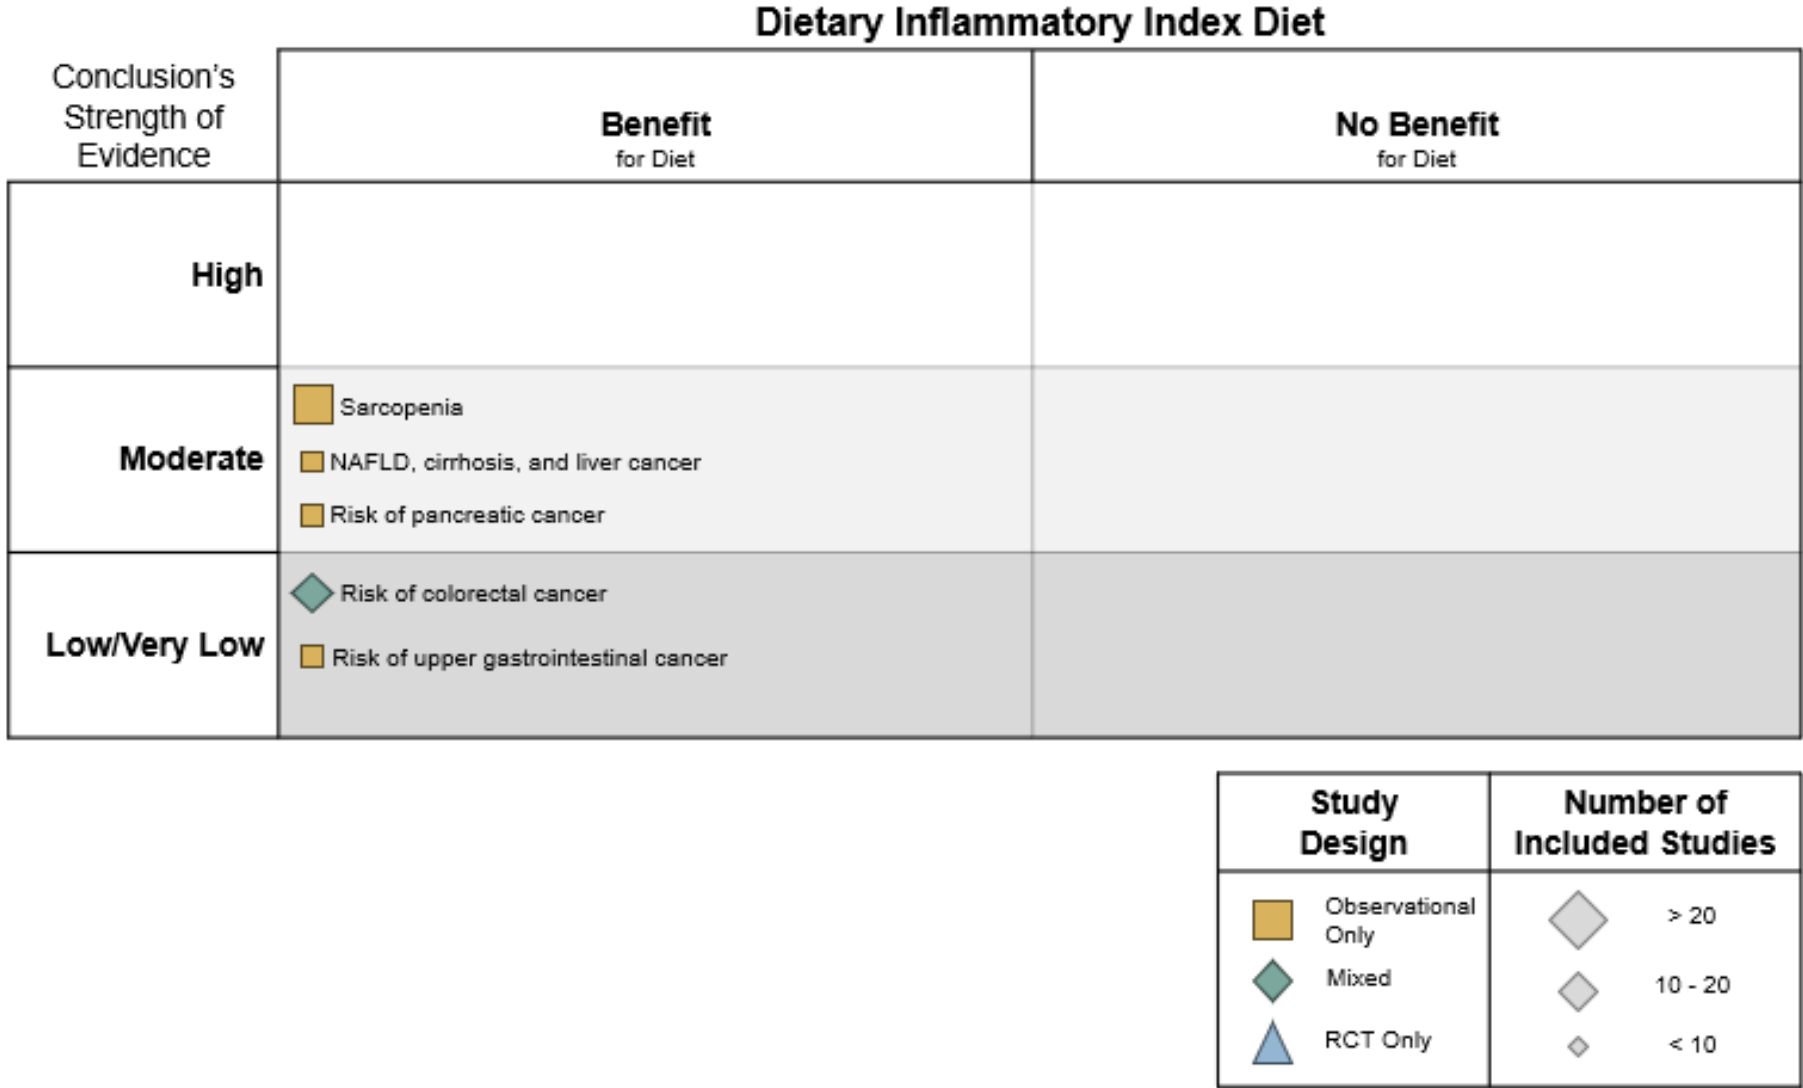 Dietary Inflammatory Index Diet
Conclusion's
Strength of
Evidence
Benefit
for Diet
No Benefit
for Diet
High
Moderate
Sarcopenia
NAFLD, cirrhosis, and liver cancer
Risk of pancreatic cancer
Low/Very Low
Risk of colorectal cancer
Risk of upper gastrointestinal cancer
Study
Design
Number of
Included Studies
Observational
Only
> 20
Mixed
10 - 20
RCT Only
< 10